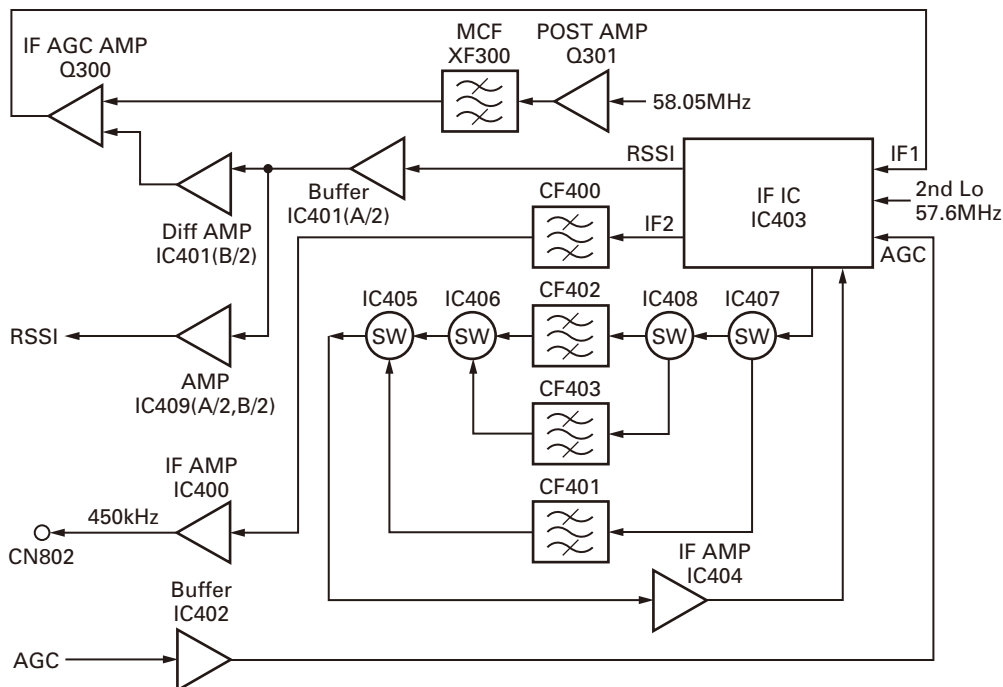 IF AGC AMP
Q300
MCF
XF300
POST AMP
Q301
58.05MHz
RSSI
IF1
Buffer
IC401(A/2)
Diff AMP
IC401(B/2)
CF400
IF2
IF IC
IC403
2nd Lo
57.6MHz
AGC
IC405
IC406
CF402
IC408
IC407
SW
SW
SW
SW
RSSI
AMP
IC409(A/2,B/2)
CF403
IF AMP
IC400
450kHz
CN802
CF401
IF AMP
IC404
Buffer
IC402
AGC